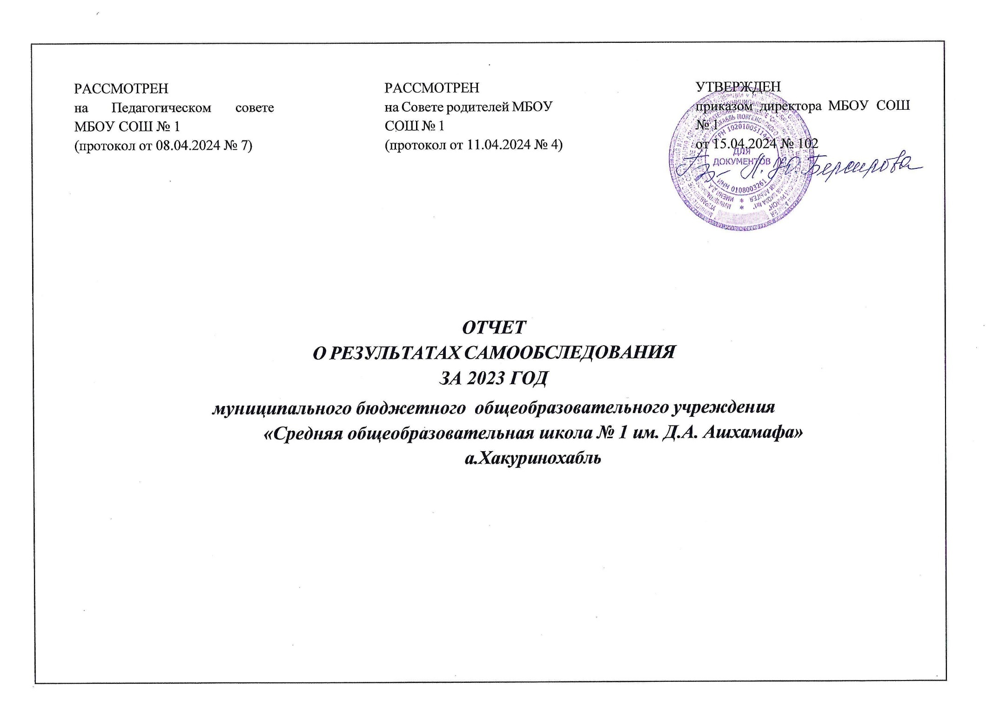 РАССМОТРЕН
на Педагогическом совете
МБОУ СОШ № 1
(протокол от 08.04.2024 № 7)
РАССМОТРЕН
на Совете родителей МБОУ
СОШ № 1
(протокол от 11.04.2024 № 4)
УТВЕРЖДЕН
приказом директора МБОУ СОШ
№ 1
от 15.04.2024 № 102
ДЛЯ
ДОКУМЕНТОВ
ИНН 0108003261
Берсирова
ОТЧЕТ
О РЕЗУЛЬТАТАХ САМООБСЛЕДОВАНИЯ
ЗА 2023 ГОД
муниципального бюджетного общеобразовательного учреждения
«Средняя общеобразовательная школа № 1 им. Д.А. Ашхамафа»
а.Хакуринохабль